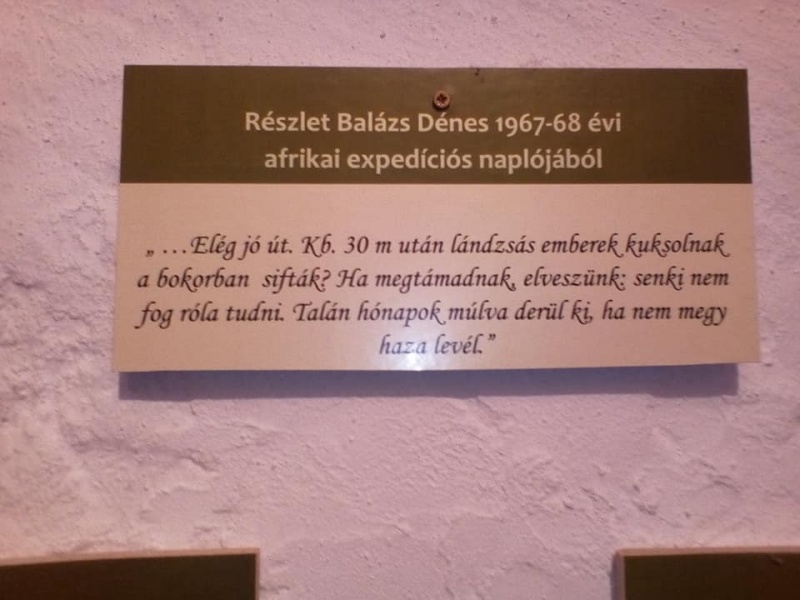 Részlet Balázs Dénes 1967-68 évi
afrikai expedíciós naplójából
„ ...Elég jó út. Kb. 30 m után lándzsás emberek kuksolnak
a bokorban sifták? Ha megtámadnak, elveszünk: senki nem
fog róla tudni. Talán hónapok múlva derül ki, ha nem megy
haza levél.”